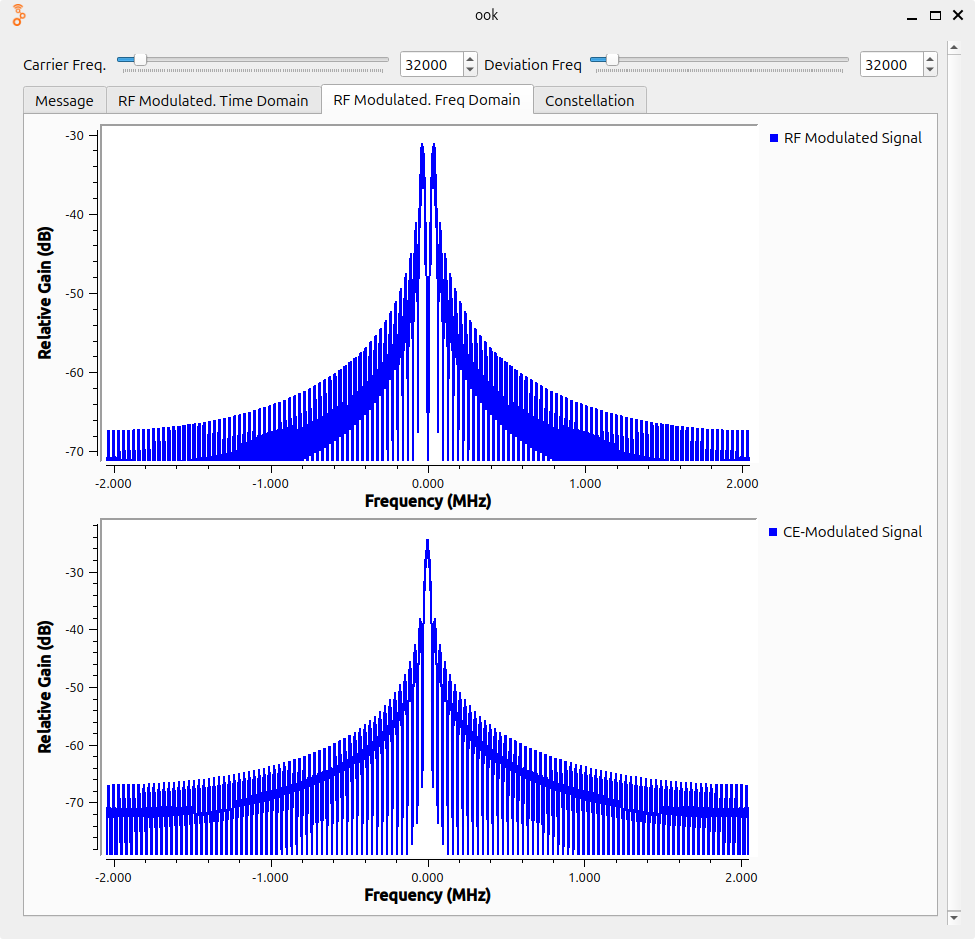 ook
Carrier Freq. 32000 Deviation Freq 32000
Message RF Modulated. Time Domain RF Modulated. Freq Domain Constellation
RF Modulated Signal
-30
-40
-50
-60
-70
Relative Gain (dB)
-2.000 -1.000 0.000 1.000 2.000
Frequency (MHz)
CE-Modulated Signal
-30
-40
-50
-60
-70
Relative Gain (dB)
-2.000 -1.000 0.000 1.000 2.000
Frequency (MHz)